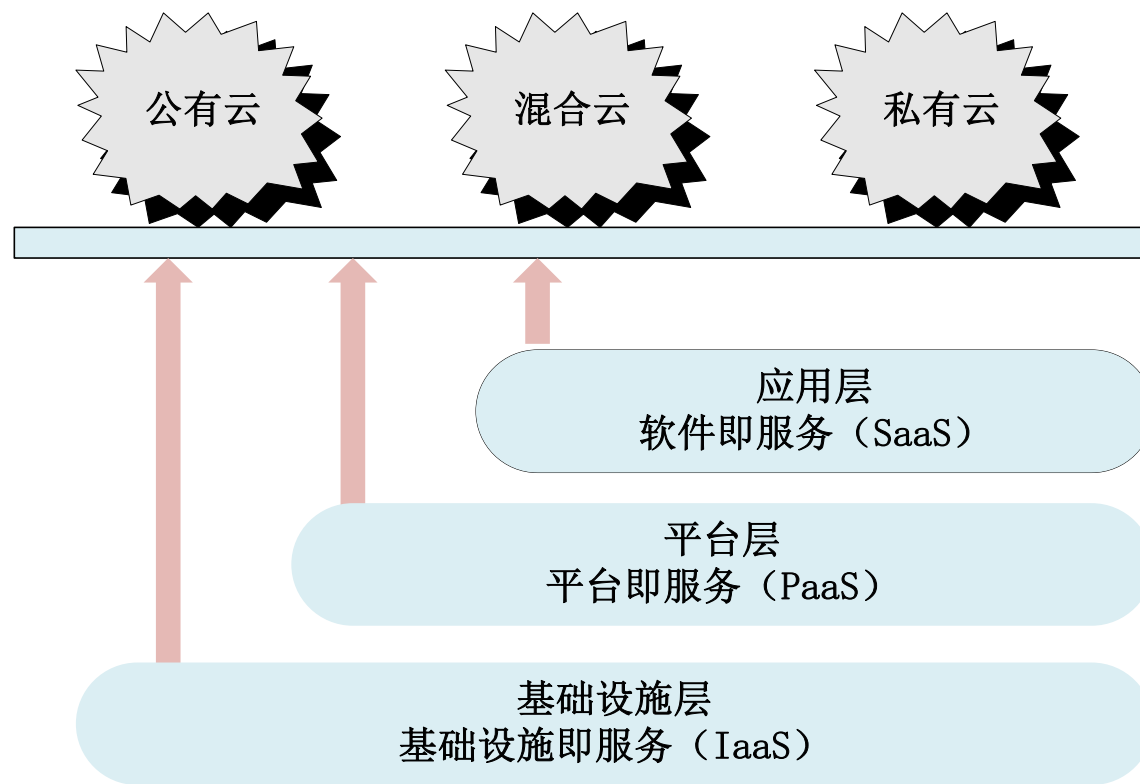 公有云
混合云
私有云
应用层
软件即服务（SaaS）
平台层
平台即服务（PaaS）
基础设施层
基础设施即服务（IaaS）